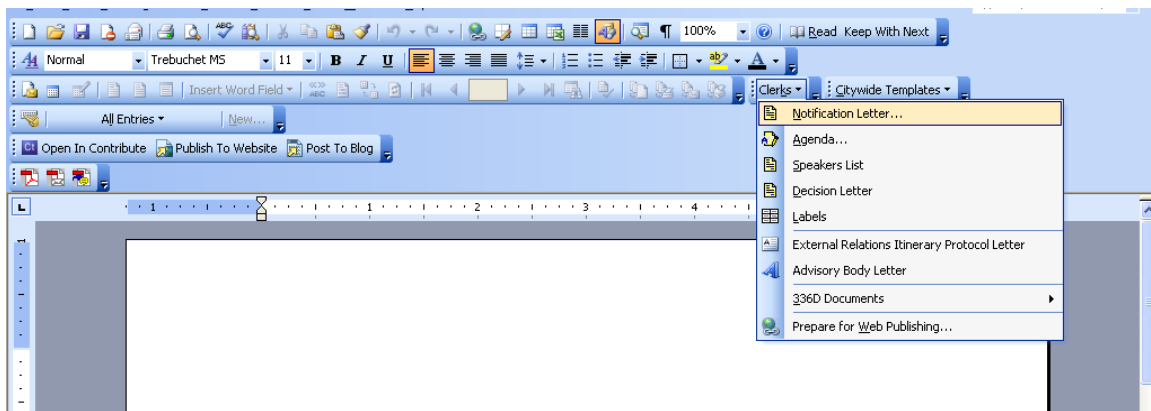 100% Read Keep With Next
Normal Trebuchet MS 11 B I U A
Insert Word Field ABC Clerks Citywide Templates
All Entries New...
Ct Open In Contribute Publish To Website Post To Blog
Notification Letter...
Agenda...
Speakers List
Decision Letter
Labels
External Relations Itinerary Protocol Letter
Advisory Body Letter
336D Documents
Prepare for Web Publishing...
1 1 2 3 4